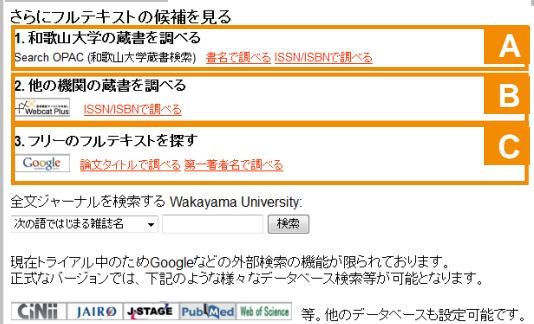 さらにフルテキストの候補を見る
1. 和歌山大学の蔵書を調べる
A
Search OPAC (和歌山大学蔵書検索) 書名で調べる ISSN/ISBNで調べる
2. 他の機関の蔵書を調べる
B
Webcat Plus ISSN/ISBNで調べる
3. フリーのフルテキストを探す
C
Google 論文タイトルで調べる 第一著者名で調べる
全文ジャーナルを検索する Wakayama University:
次の語ではじまる雑誌名 検索
現在トライアル中のためGoogleなどの外部検索の機能が限られております。
正式なバージョンでは、下記のような様々なデータベース検索等が可能となります。
CiNii JAIRO J-STAGE PubMed Web of Science 等。他のデータベースも設定可能です。